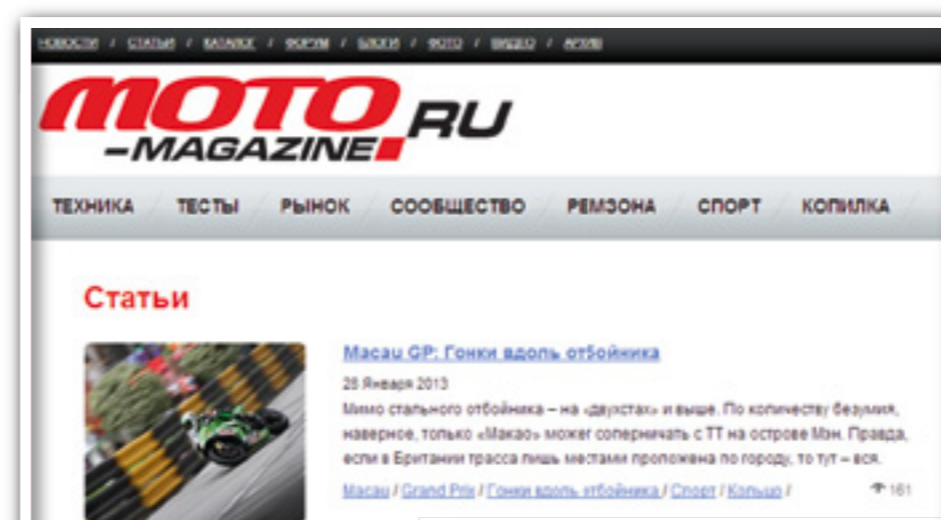 НОВОСТИ / СТАТЬИ / КАТАЛОГ / ФОРУМ / БЛОГИ / ФОТО / ВИДЕО / АРХИВ
MOTO
-MAGAZINE.RU
ТЕХНИКА / ТЕСТЫ / РЫНОК / СООБЩЕСТВО / РЕМЗОНА / СПОРТ / КОПИЛКА /
Статьи
Macau GP: Гонки вдоль отбойника
28 Января 2013
Мимо стального отбойника – на «двухстах» и выше. По количеству безумия,
наверное, только «Макао» может соперничать с ТТ на острове Мэн. Правда,
если в Британии трасса лишь местами проложена по городу, то тут – вся.
Macau / Grand Prix / Гонки вдоль отбойника / Спорт / Кольцо /
161